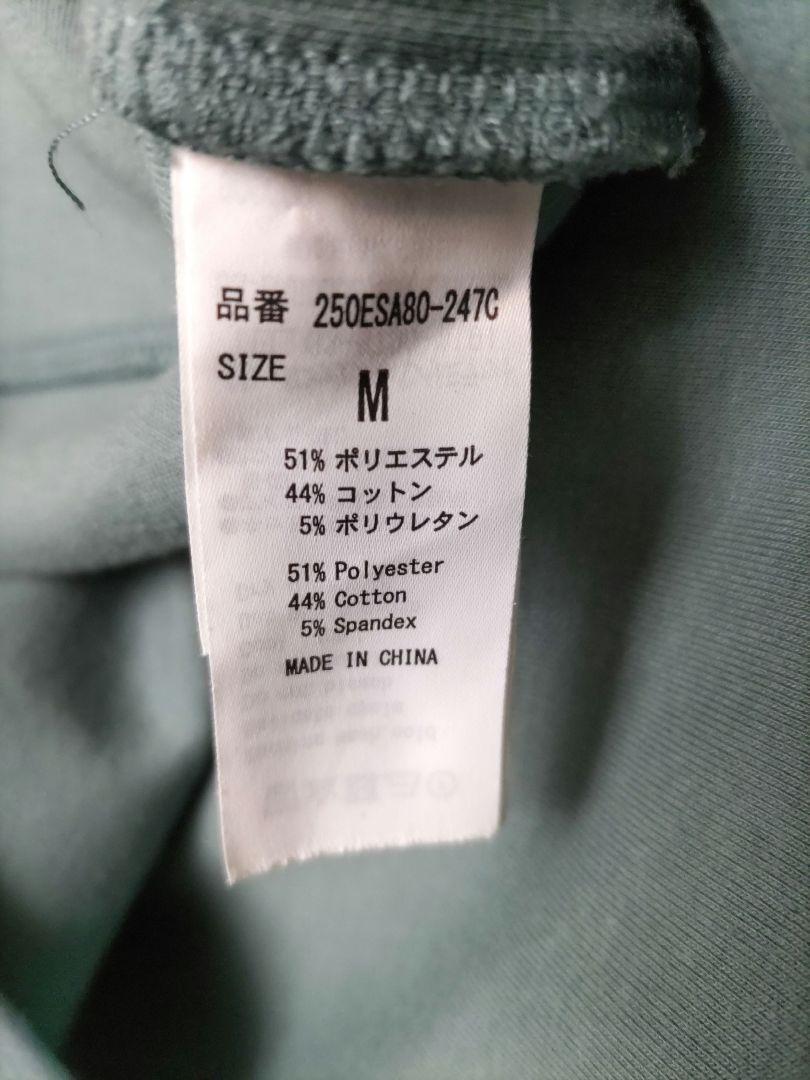 品番 250ESA80-247C
SIZE
M
51% ポリエステル
44% コットン
5% ポリウレタン
51% Polyester
44% Cotton
5% Spandex
MADE IN CHINA